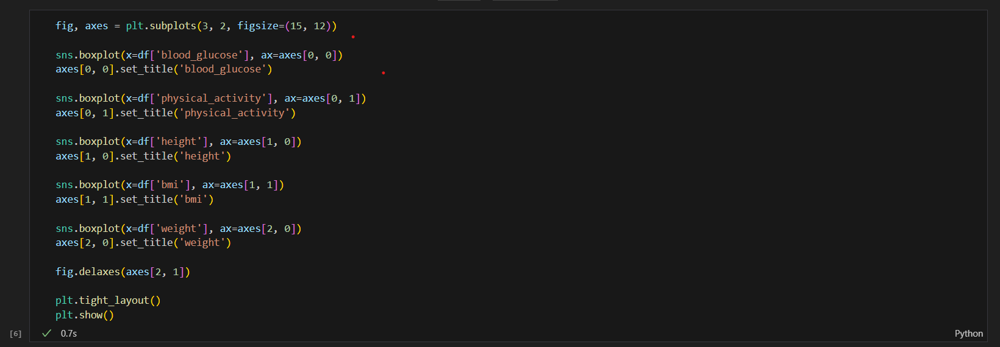 fig, axes = plt.subplots(3, 2, figsize=(15, 12))
sns.boxplot(x=df['blood_glucose'], ax=axes[0, 0])
axes[0, 0].set_title('blood_glucose')
sns.boxplot(x=df['physical_activity'], ax=axes[0, 1])
axes[0, 1].set_title('physical_activity')
sns.boxplot(x=df['height'], ax=axes[1, 0])
axes[1, 0].set_title('height')
sns.boxplot(x=df['bmi'], ax=axes[1, 1])
axes[1, 1].set_title('bmi')
sns.boxplot(x=df['weight'], ax=axes[2, 0])
axes[2, 0].set_title('weight')
fig.delaxes(axes[2, 1])
plt.tight_layout()
plt.show()
[6] ✓ 0.7s Python